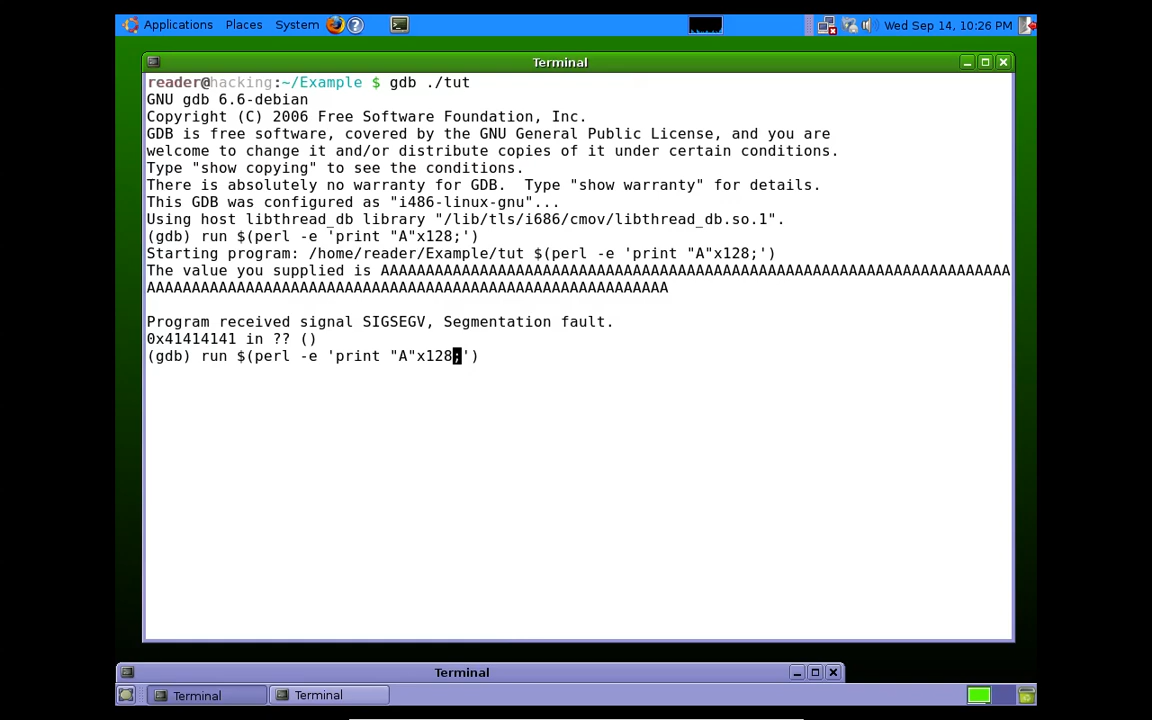 Applications Places System Wed Sep 14, 10:26 PM
Terminal
reader@hacking:~/Example $ gdb ./tut
GNU gdb 6.6-debian
Copyright (C) 2006 Free Software Foundation, Inc.
GDB is free software, covered by the GNU General Public License, and you are
welcome to change it and/or distribute copies of it under certain conditions.
Type "show copying" to see the conditions.
There is absolutely no warranty for GDB.  Type "show warranty" for details.
This GDB was configured as "i486-linux-gnu"...
Using host libthread_db library "/lib/tls/i686/cmov/libthread_db.so.1".
(gdb) run $(perl -e 'print "A"x128;')
Starting program: /home/reader/Example/tut $(perl -e 'print "A"x128;')
The value you supplied is AAAAAAAAAAAAAAAAAAAAAAAAAAAAAAAAAAAAAAAAAAAAAAAAAAAAAAAAAAAAAAAAAAAAAA
AAAAAAAAAAAAAAAAAAAAAAAAAAAAAAAAAAAAAAAAAAAAAAAAAAAAAAAAAA
Program received signal SIGSEGV, Segmentation fault.
0x41414141 in ?? ()
(gdb) run $(perl -e 'print "A"x128;')
Terminal
Terminal Terminal